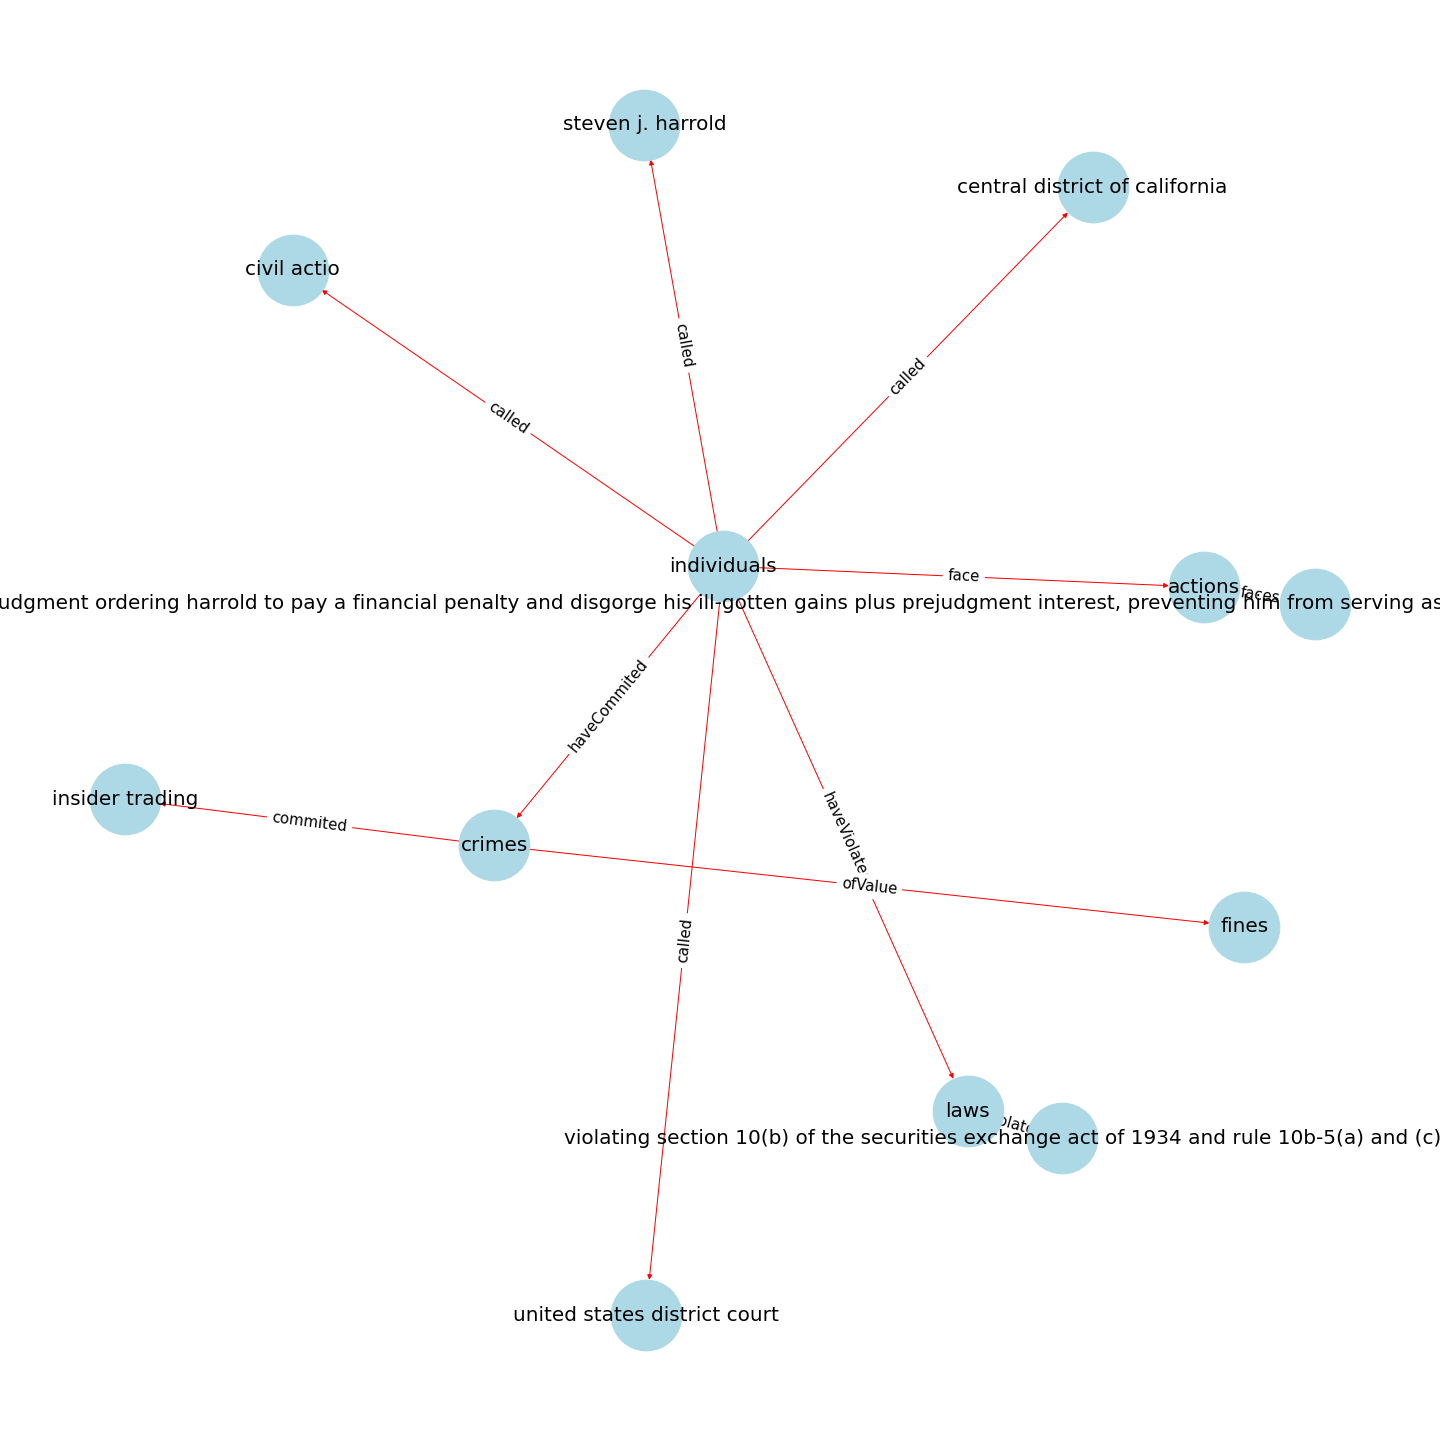 steven j. harrold
central district of california
civil actio
called
called
called
individuals
face
actions
faces
ordering harrold to pay a financial penalty and disgorge his ill-gotten gains plus prejudgment interest, preventing him from serving as
haveCommited
insider trading
commited
crimes
haveViolate
ofValue
fines
called
laws
violating section 10(b) of the securities exchange act of 1934 and rule 10b-5(a) and (c)
united states district court